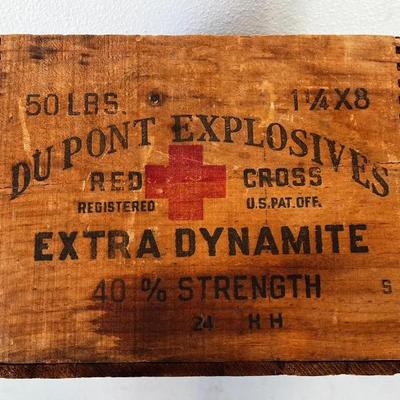 50 LBS. 1¼X8
DU PONT EXPLOSIVES
RED CROSS
REGISTERED U.S. PAT. OFF.
EXTRA DYNAMITE
40 % STRENGTH S
24 H H